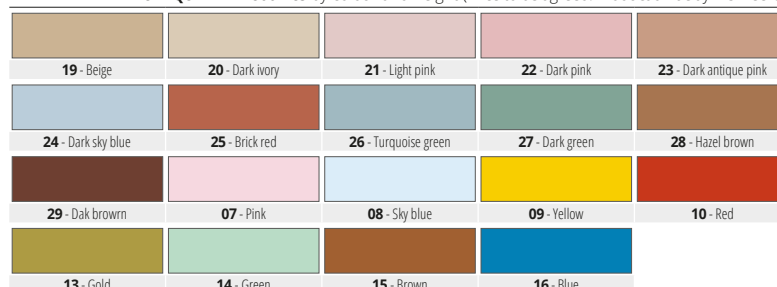 19 - Beige 20 - Dark ivory 21 - Light pink 22 - Dark pink 23 - Dark antique pink
24 - Dark sky blue 25 - Brick red 26 - Turquoise green 27 - Dark green 28 - Hazel brown
29 - Dak browrn 07 - Pink 08 - Sky blue 09 - Yellow 10 - Red
13 - Gold 14 - Green 15 - Brown 16 - Blue